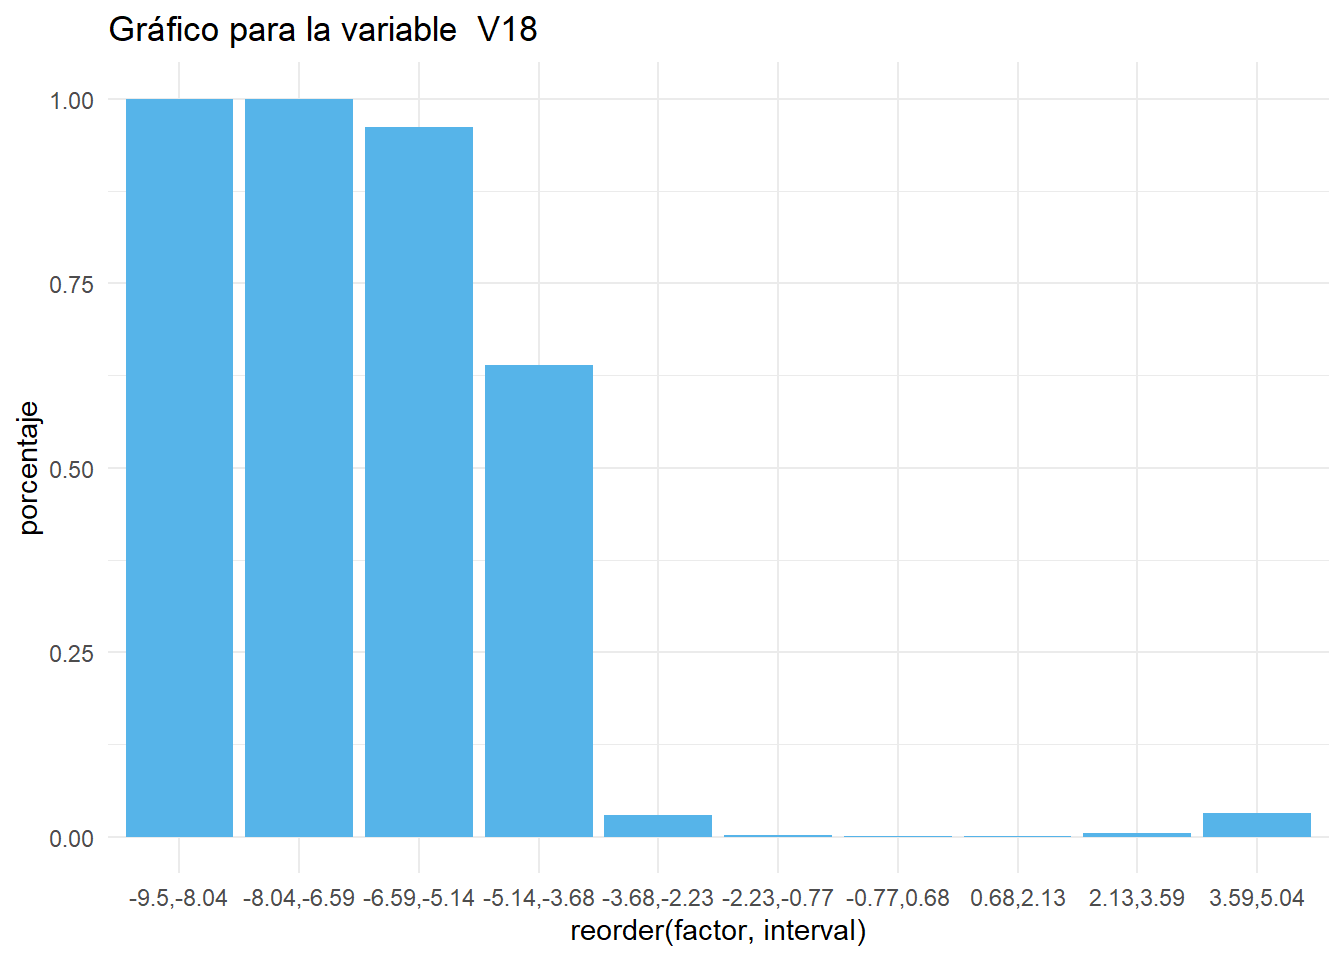 Gráfico para la variable  V18
1.00
0.75
0.50
0.25
0.00
porcentaje
-9.5,-8.04 -8.04,-6.59 -6.59,-5.14 -5.14,-3.68 -3.68,-2.23 -2.23,-0.77 -0.77,0.68 0.68,2.13 2.13,3.59 3.59,5.04
reorder(factor, interval)